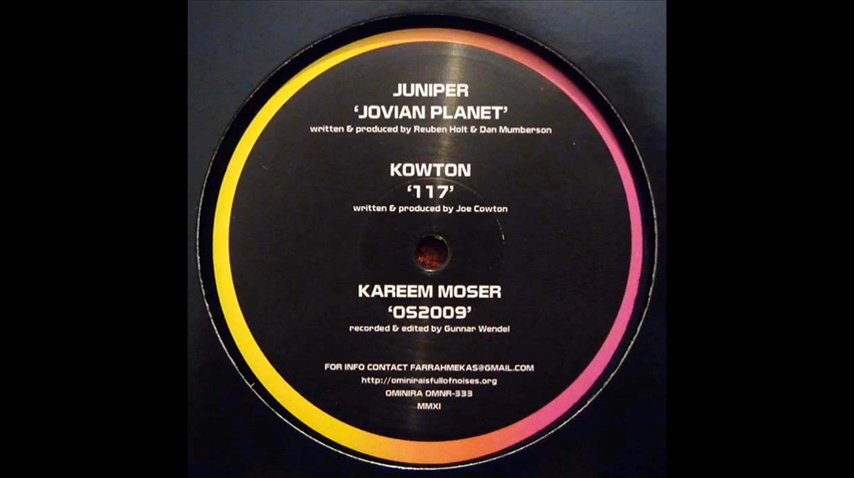 JUNIPER
‘JOVIAN PLANET’
written & produced by Reuben Holt & Dan Mumberson
KOWTON
‘117’
written & produced by Joe Cowton
KAREEM MOSER
‘OS2009’
recorded & edited by Gunnar Wendel
FOR INFO CONTACT FARRAHMEKAS@GMAIL.COM
http://ominiraisfullofnoises.org
OMINIRA OMNR-333
MMXI